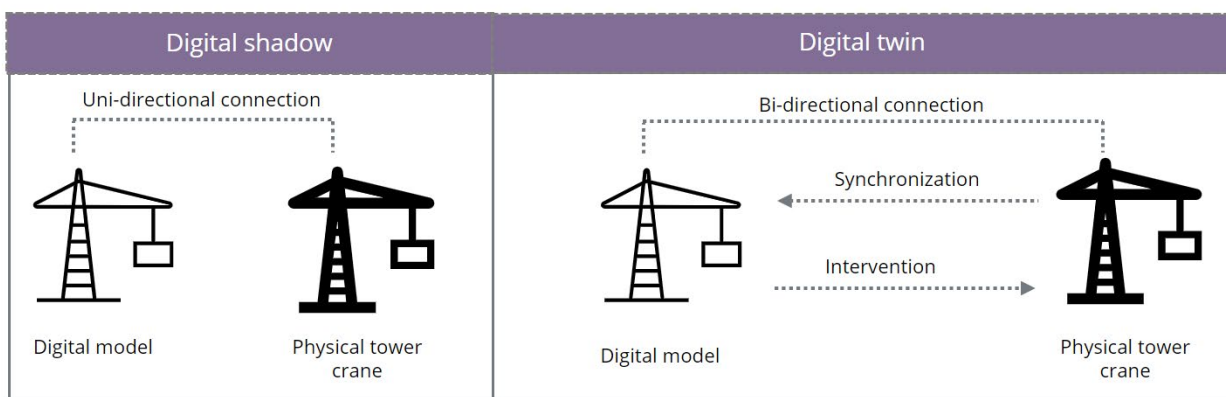 Digital shadow
Digital twin
Uni-directional connection
Digital model
Physical tower
crane
Bi-directional connection
Synchronization
Intervention
Digital model
Physical tower
crane